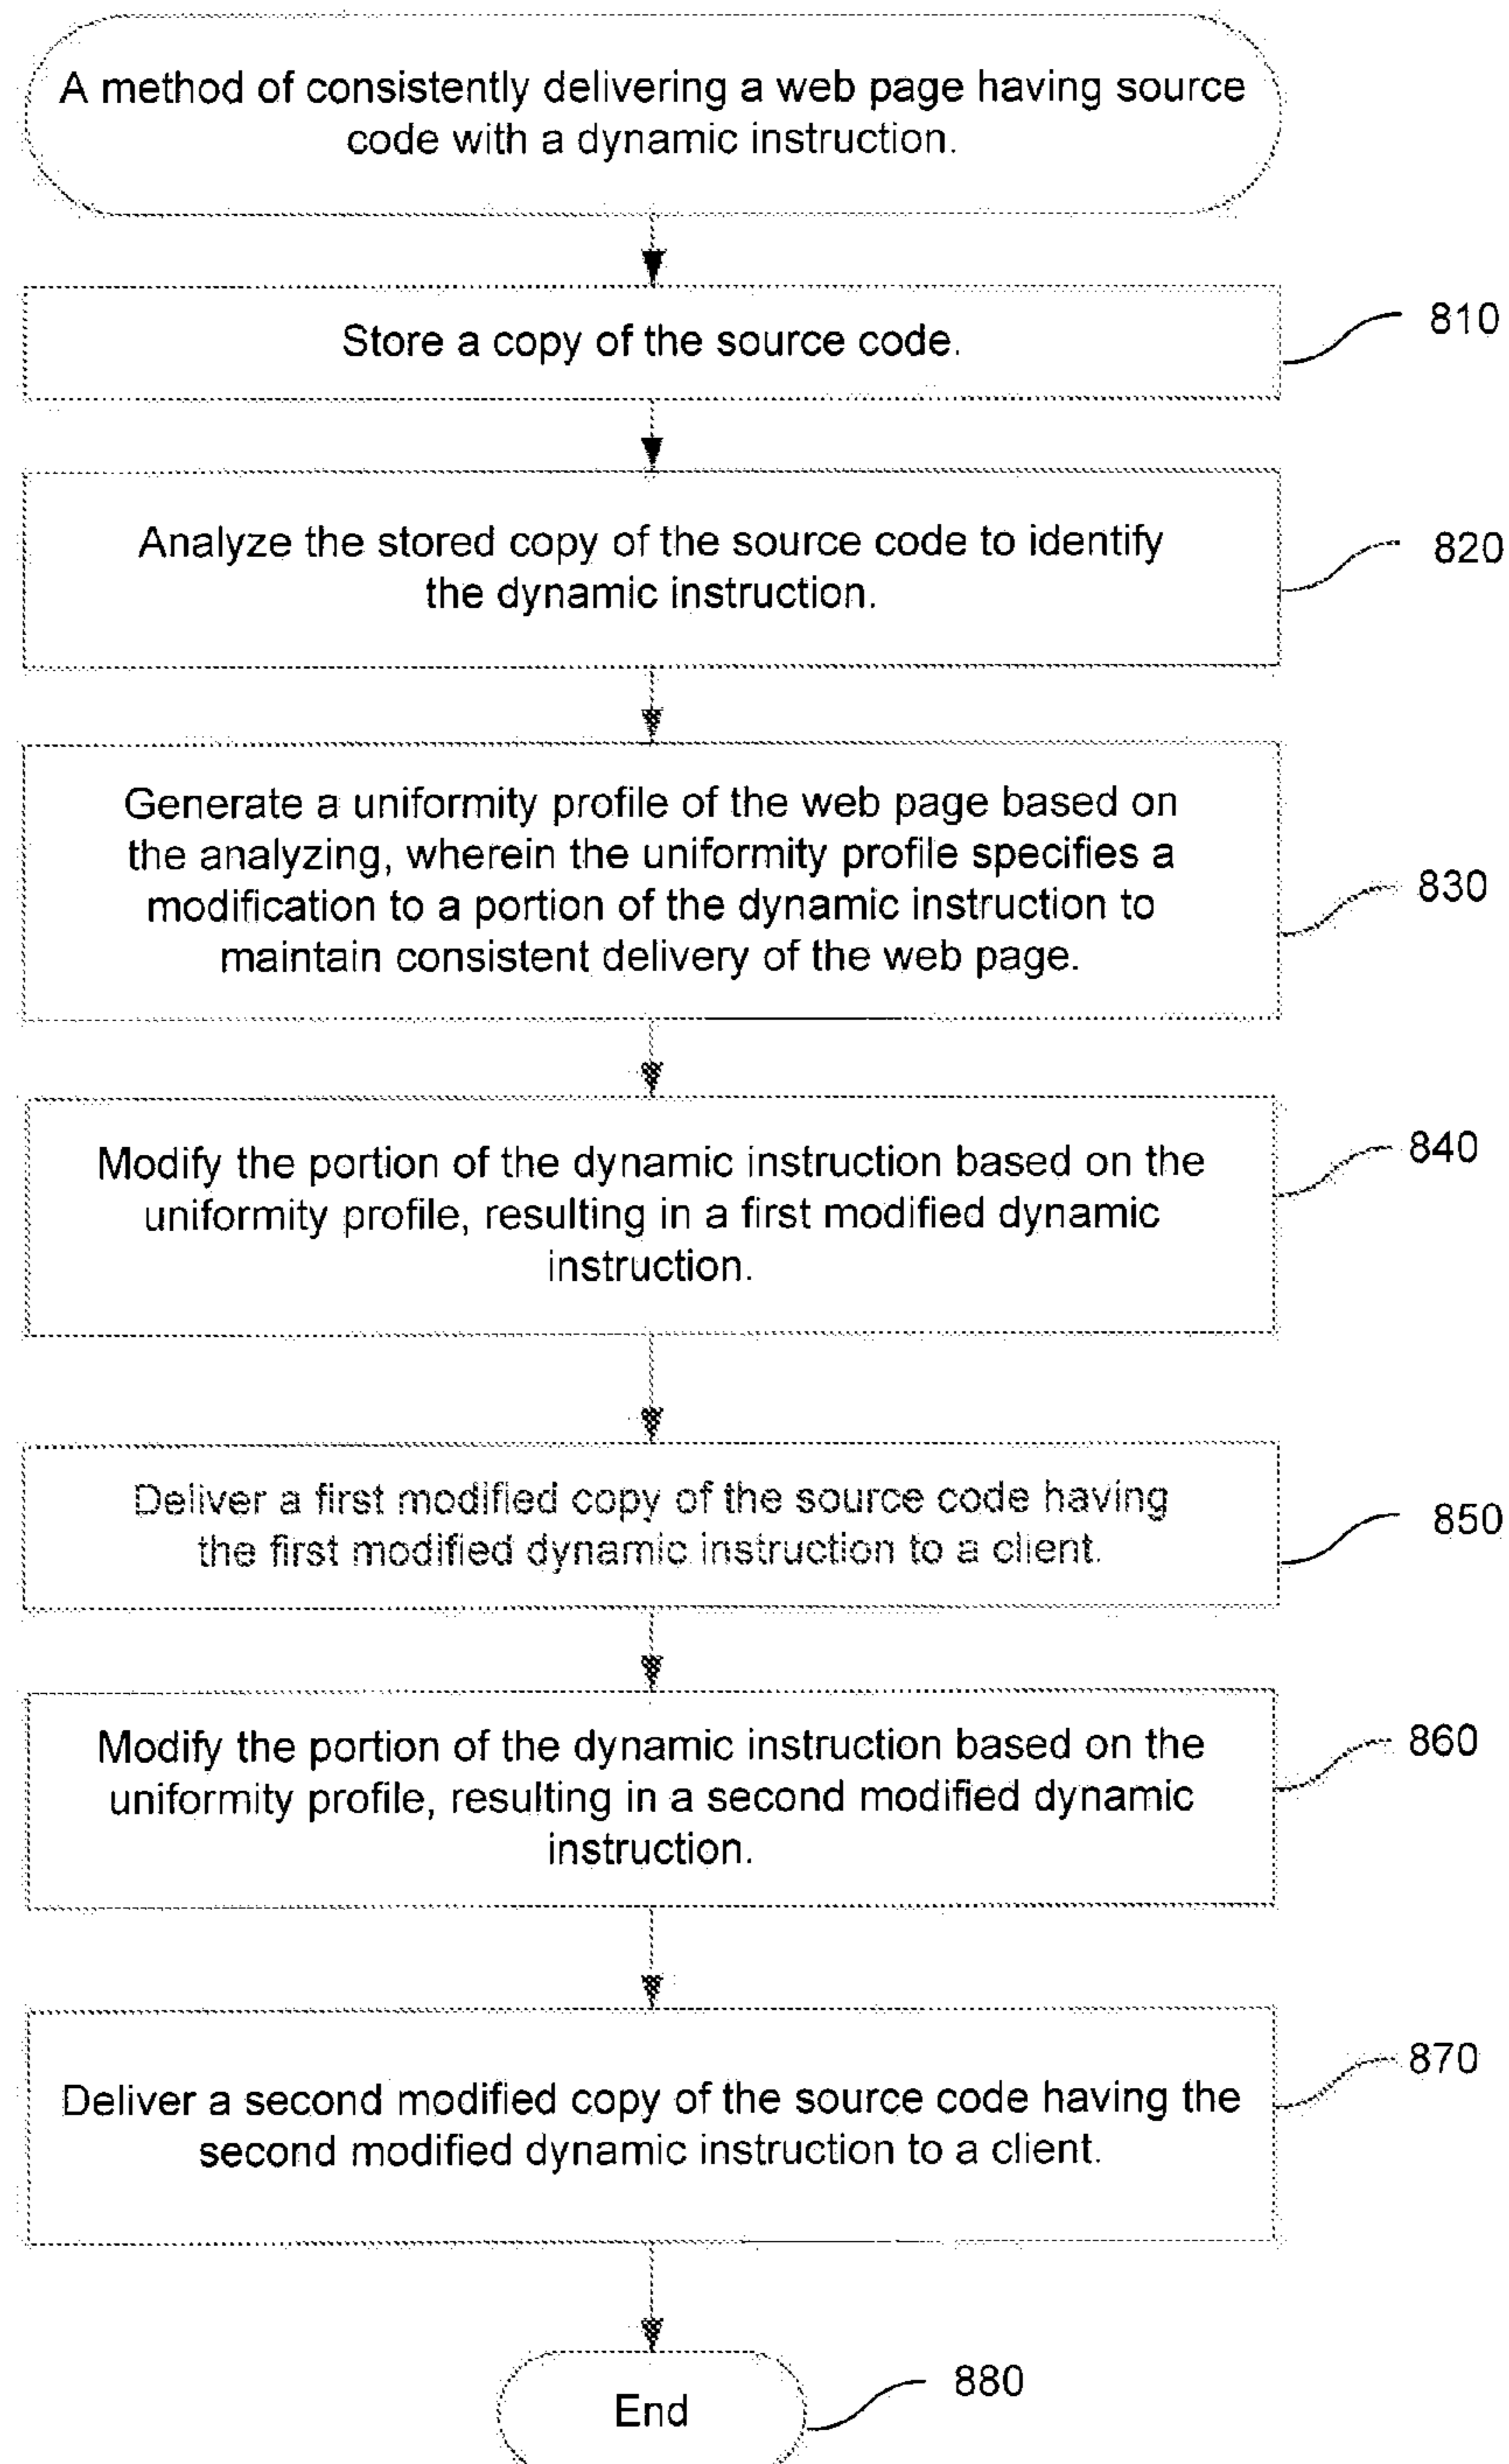 A method of consistently delivering a web page having source
code with a dynamic instruction.
Store a copy of the source code.
810
Analyze the stored copy of the source code to identify
the dynamic instruction.
820
Generate a uniformity profile of the web page based on
the analyzing, wherein the uniformity profile specifies a
modification to a portion of the dynamic instruction to
maintain consistent delivery of the web page.
830
Modify the portion of the dynamic instruction based on the
uniformity profile, resulting in a first modified dynamic
instruction.
840
Deliver a first modified copy of the source code having
the first modified dynamic instruction to a client.
850
Modify the portion of the dynamic instruction based on the
uniformity profile, resulting in a second modified dynamic
instruction.
860
Deliver a second modified copy of the source code having the
second modified dynamic instruction to a client.
870
End
880